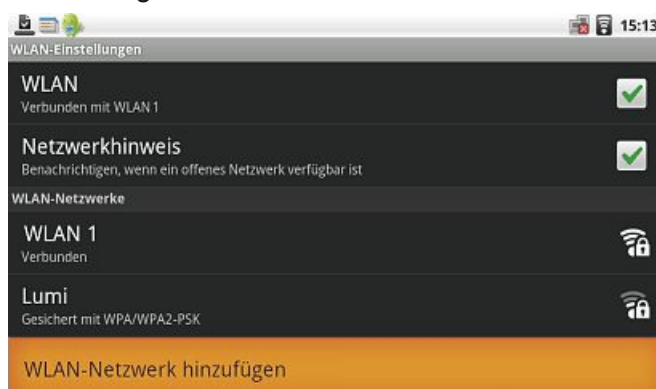 15:13
WLAN-Einstellungen
WLAN
Verbunden mit WLAN 1
Netzwerkhinweis
Benachrichtigen, wenn ein offenes Netzwerk verfügbar ist
WLAN-Netzwerke
WLAN 1
Verbunden
Lumi
Gesichert mit WPA/WPA2-PSK
WLAN-Netzwerk hinzufügen